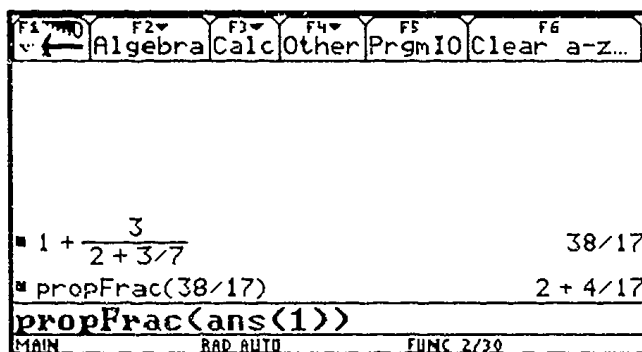 F1 F2 F3 F4 F5 F6
Algebra Calc Other PrgmIO Clear a-z…
1 + 3/(2 + 3/7) 38/17
propFrac(38/17) 2 + 4/17
propFrac(ans(1))
MAIN RAD AUTO FUNC 2/30